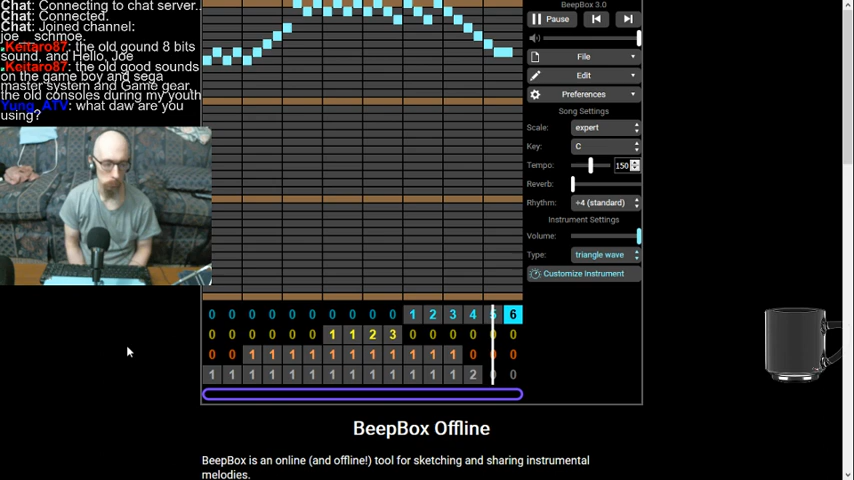 Chat: Connecting to chat server..
Chat: Connected.
Chat: Joined channel:
joe__schmoe.
Keitaro87: the old gound 8 bits
sound, and Hello, Joe
Keitaro87: the old good sounds
on the game boy and sega
master system and Game gear,
the old consoles during my youth
Yung_ATV: what daw are you
using?
BeepBox 3.0
Pause
File
Edit
Preferences
Song Settings
Scale: expert
Key: C
Tempo: 150
Reverb:
Rhythm: ÷4 (standard)
Instrument Settings
Volume:
Type: triangle wave
Customize Instrument
0 0 0 0 0 0 0 0 0 0 1 2 3 4 5 6
0 0 0 0 0 0 1 1 2 3 0 0 0 0 0 0
0 0 1 1 1 1 1 1 1 1 1 1 1 0 0 0
1 1 1 1 1 1 1 1 1 1 1 1 1 2 0 0
BeepBox Offline
BeepBox is an online (and offline!) tool for sketching and sharing instrumental
melodies.